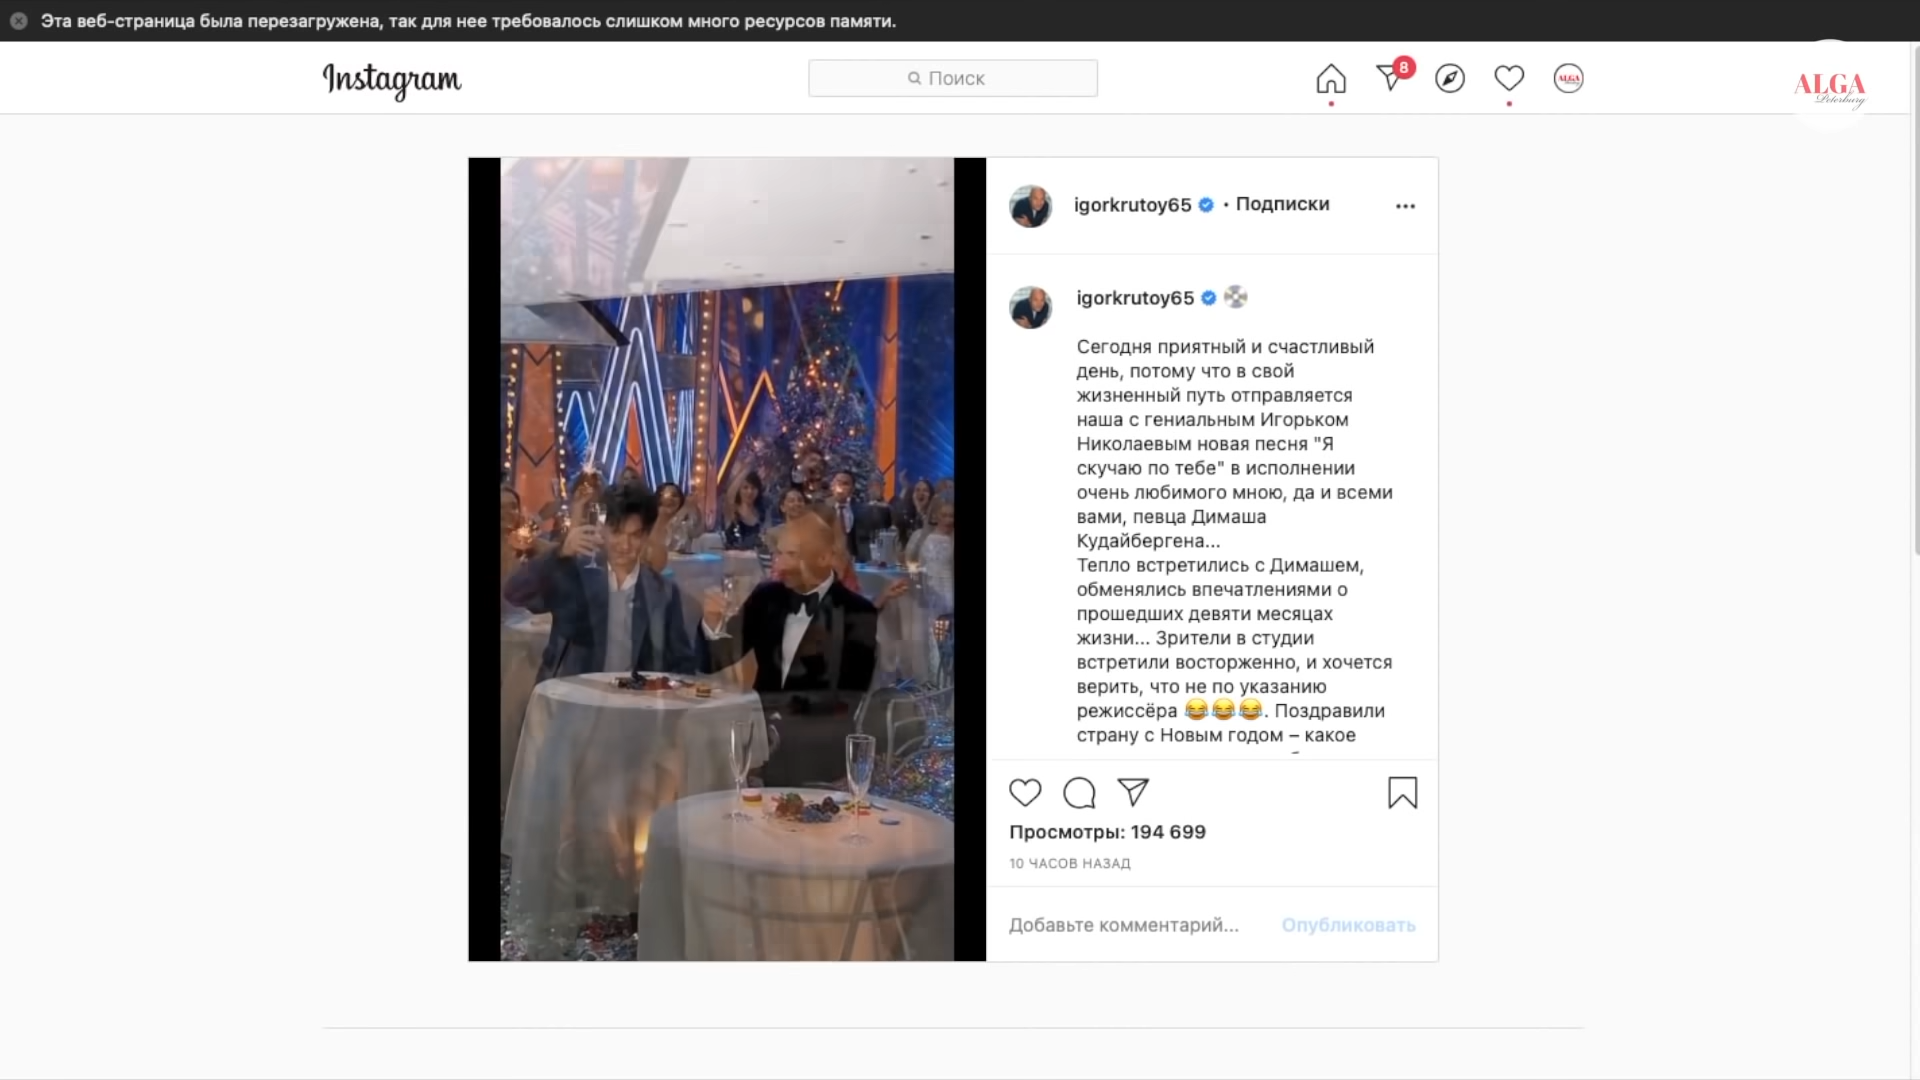 Эта веб-страница была перезагружена, так для нее требовалось слишком много ресурсов памяти.
Instagram
Поиск
8
ALGA
Peterburg
igorkrutoy65 • Подписки
igorkrutoy65
Сегодня приятный и счастливый
день, потому что в свой
жизненный путь отправляется
наша с гениальным Игорьком
Николаевым новая песня "Я
скучаю по тебе" в исполнении
очень любимого мною, да и всеми
вами, певца Димаша
Кудайбергена...
Тепло встретились с Димашем,
обменялись впечатлениями о
прошедших девяти месяцах
жизни... Зрители в студии
встретили восторженно, и хочется
верить, что не по указанию
режиссёра 😂😂😂. Поздравили
страну с Новым годом – какое
Просмотры: 194 699
10 ЧАСОВ НАЗАД
Добавьте комментарий...
Опубликовать